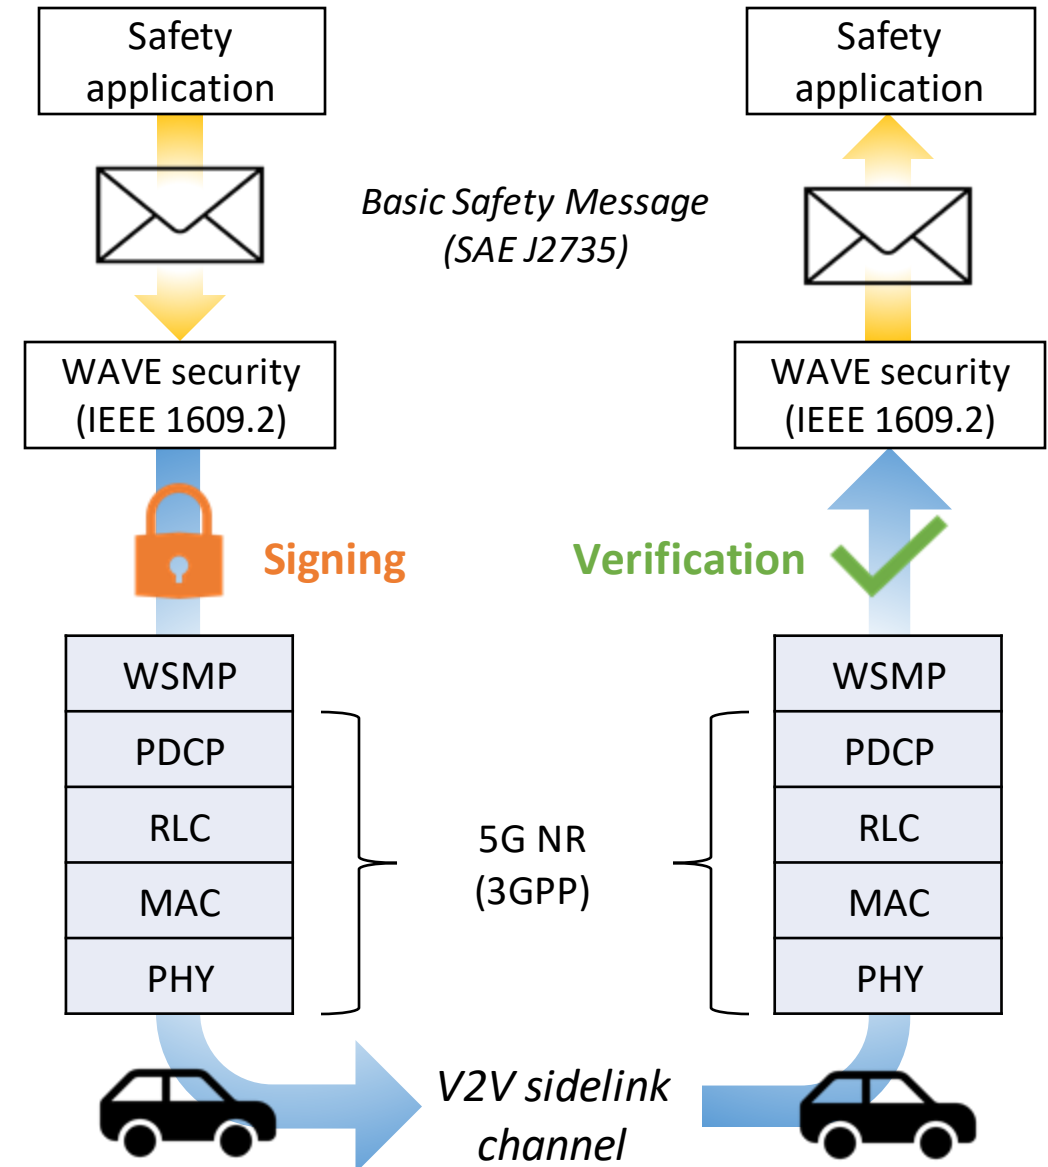 Safety
application
Safety
application
Basic Safety Message
(SAE J2735)
WAVE security
(IEEE 1609.2)
WAVE security
(IEEE 1609.2)
Signing
Verification
WSMP
PDCP
RLC
MAC
PHY
5G NR
(3GPP)
WSMP
PDCP
RLC
MAC
PHY
V2V sidelink
channel